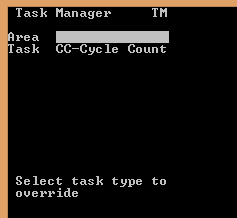 Task Manager TM
Area
Task CC-Cycle Count
Select task type to
override